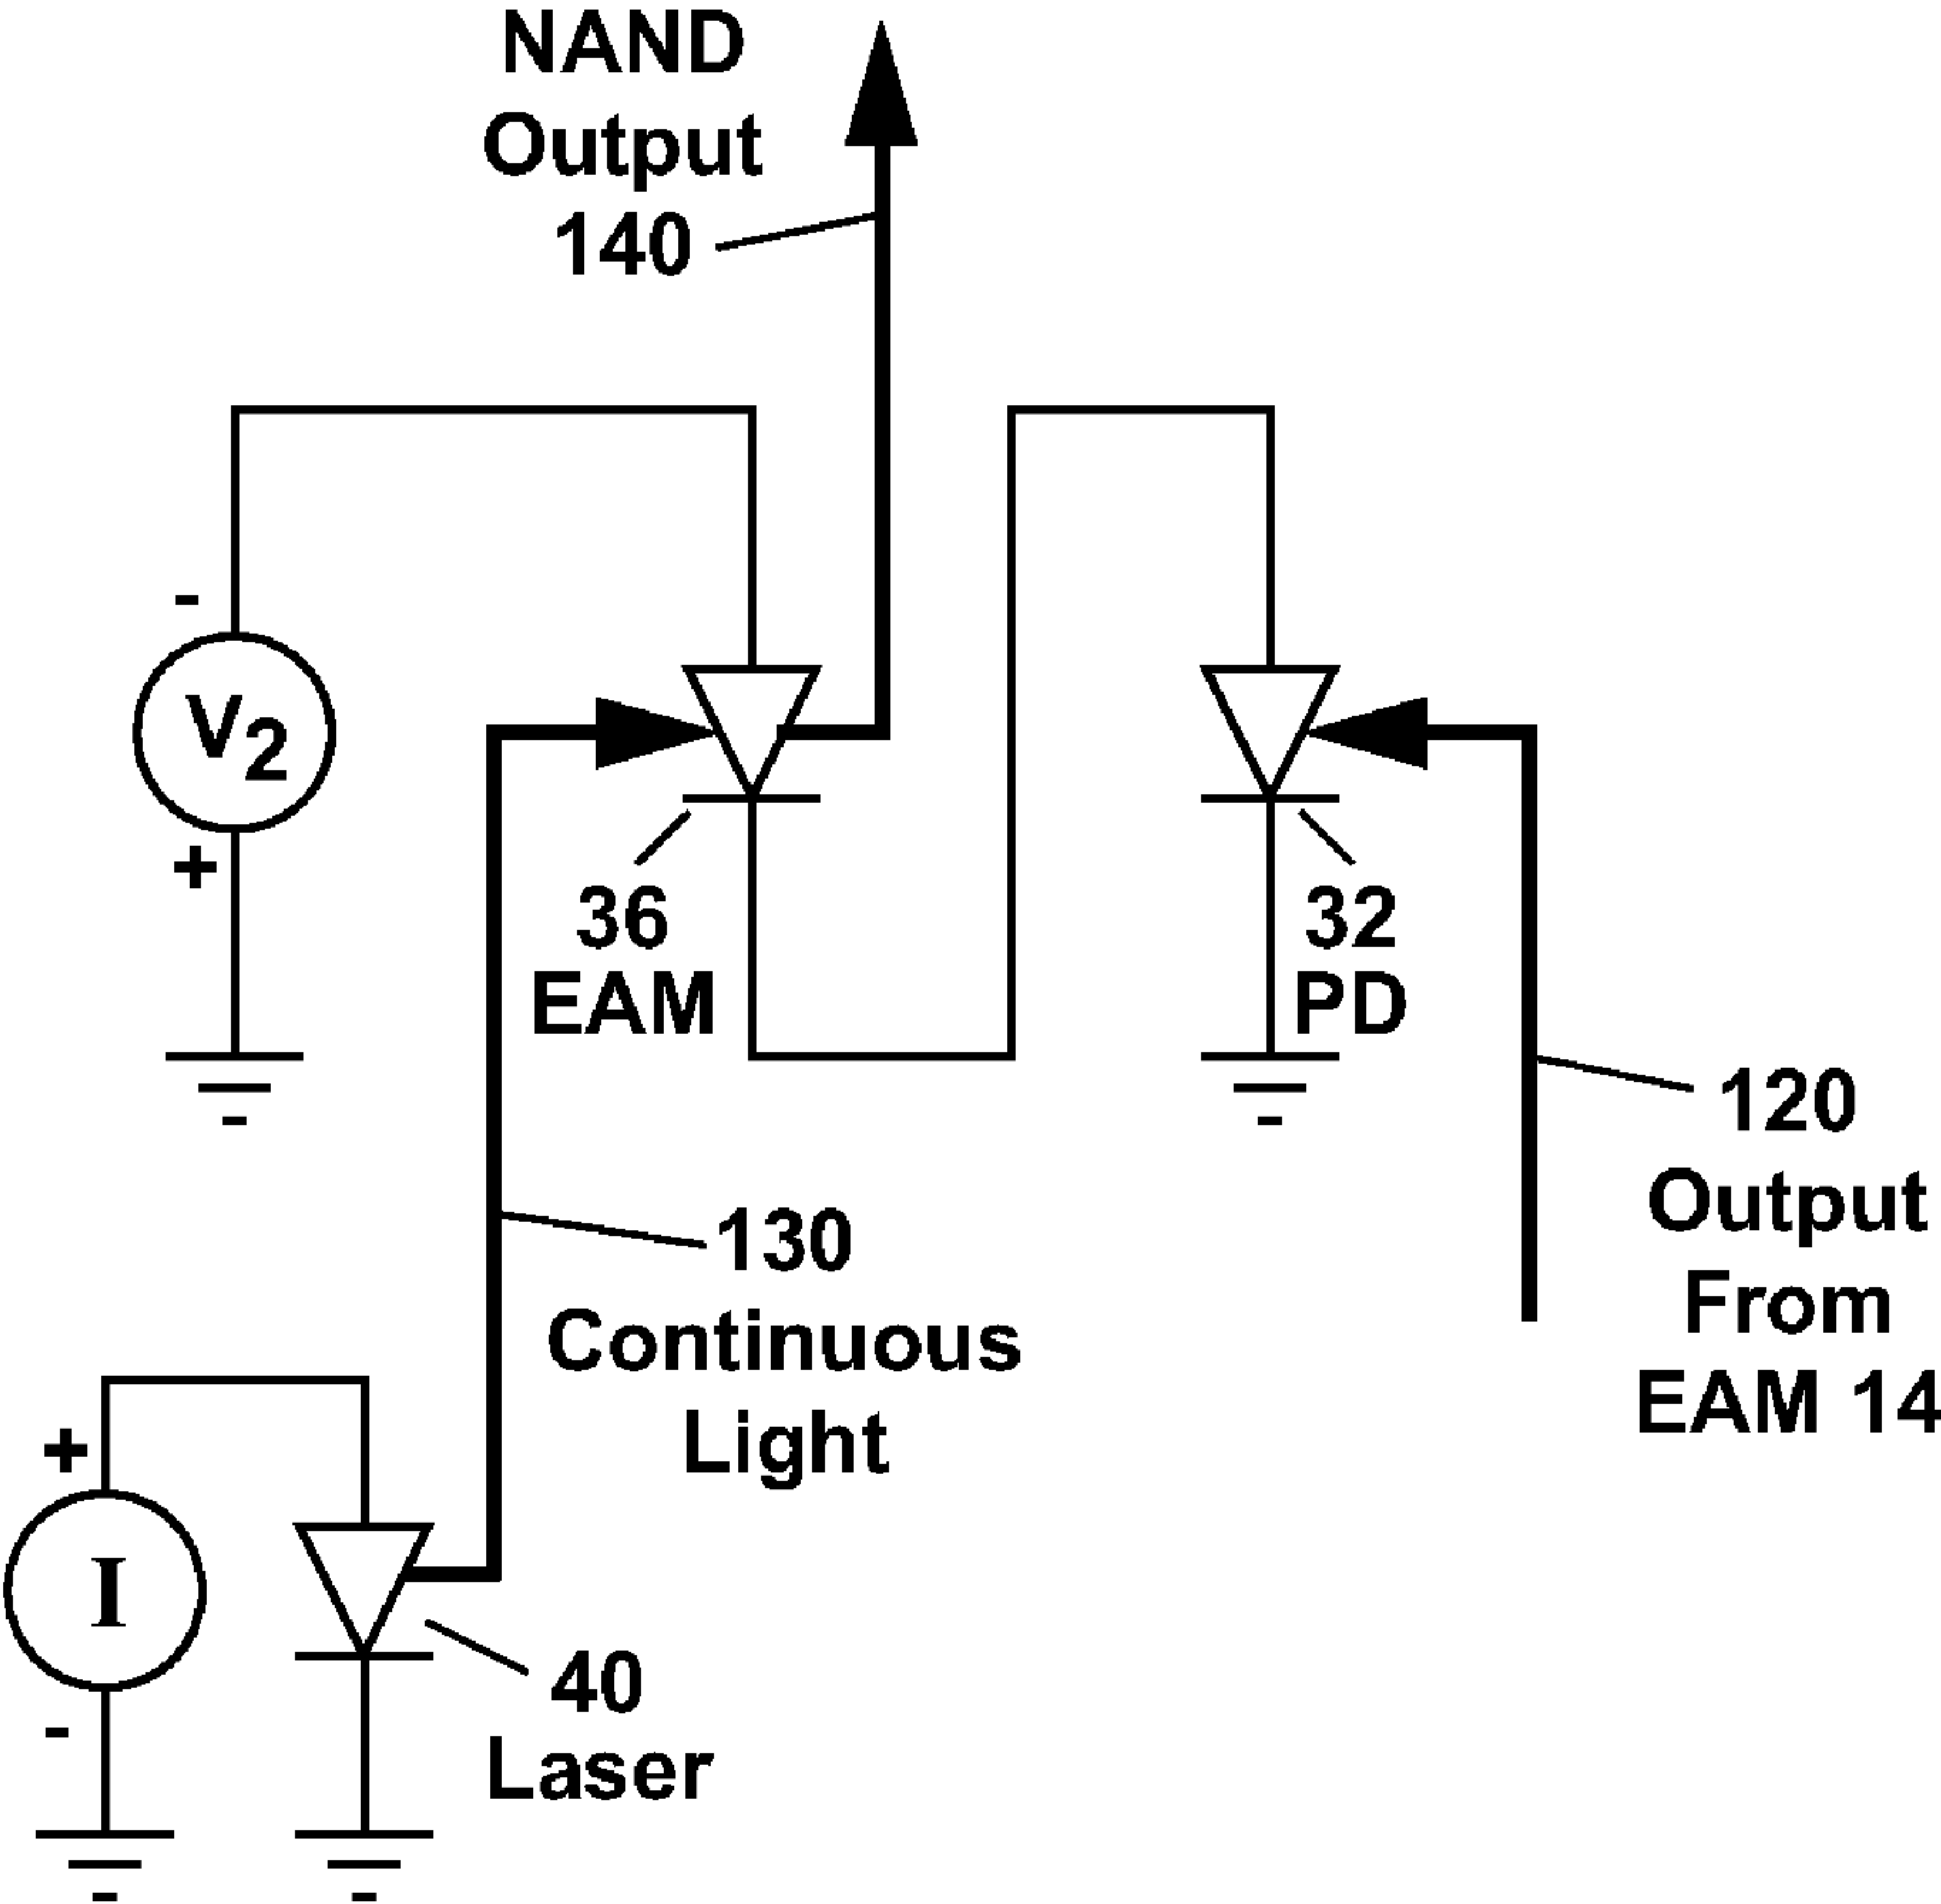 NAND
Output
140
-
V2
+
36
EAM
32
PD
120
Output
From
EAM 14
130
Continuous
Light
+
I
-
40
Laser